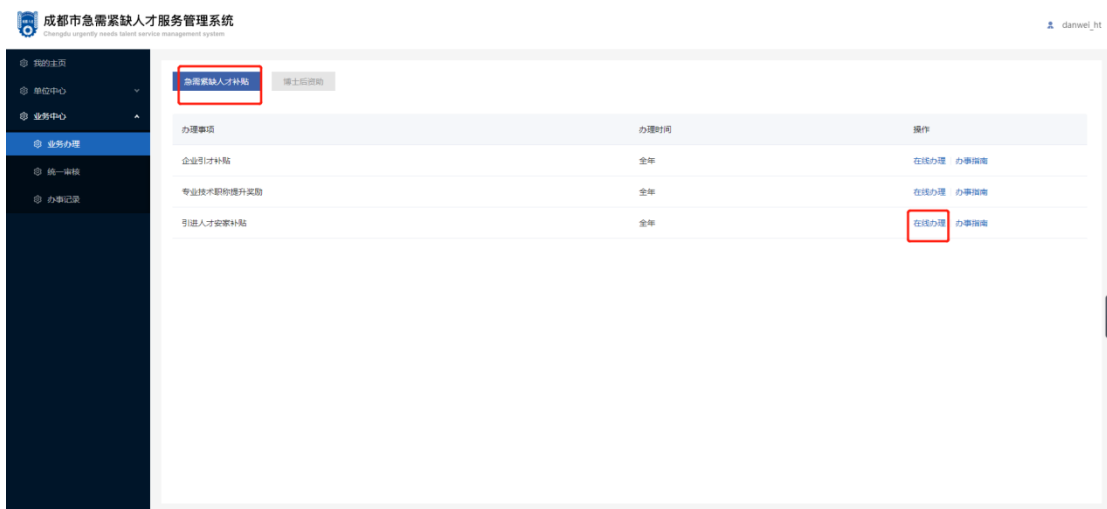 成都市急需紧缺人才服务管理系统
Chengdu urgently needs talent service management system
danwei_ht
我的主页
单位中心
业务中心
业务办理
统一审核
办事记录
急需紧缺人才补贴 博士后资助
办理事项 办理时间 操作
企业引才补贴 全年 在线办理 办事指南
专业技术职称提升奖励 全年 在线办理 办事指南
引进人才安家补贴 全年 在线办理 办事指南